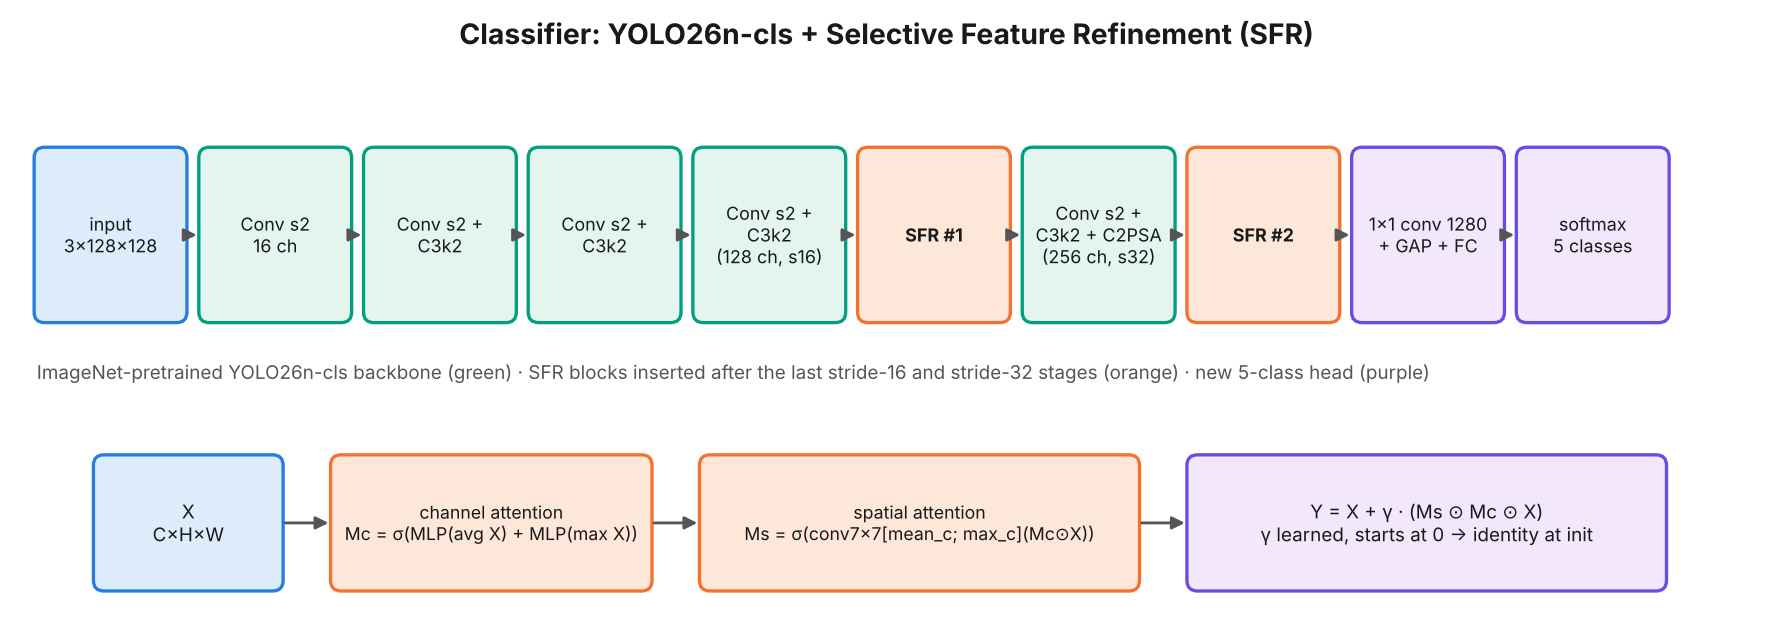 Classifier: YOLO26n-cls + Selective Feature Refinement (SFR)
input
3×128×128
Conv s2
16 ch
Conv s2 +
C3k2
Conv s2 +
C3k2
Conv s2 +
C3k2
(128 ch, s16)
SFR #1
Conv s2 +
C3k2 + C2PSA
(256 ch, s32)
SFR #2
1×1 conv 1280
+ GAP + FC
softmax
5 classes
ImageNet-pretrained YOLO26n-cls backbone (green) · SFR blocks inserted after the last stride-16 and stride-32 stages (orange) · new 5-class head (purple)
X
C×H×W
channel attention
Mc = σ(MLP(avg X) + MLP(max X))
spatial attention
Ms = σ(conv7×7[mean_c; max_c](Mc⊙X))
Y = X + γ · (Ms ⊙ Mc ⊙ X)
γ learned, starts at 0 → identity at init